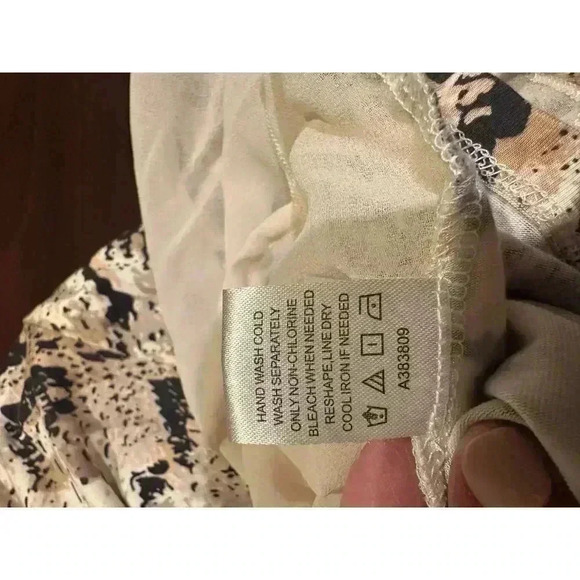 HAND WASH COLD
WASH SEPARATELY
ONLY NON-CHLORINE
BLEACH WHEN NEEDED
RESHAPE,LINE DRY
COOL IRON IF NEEDED
A383809